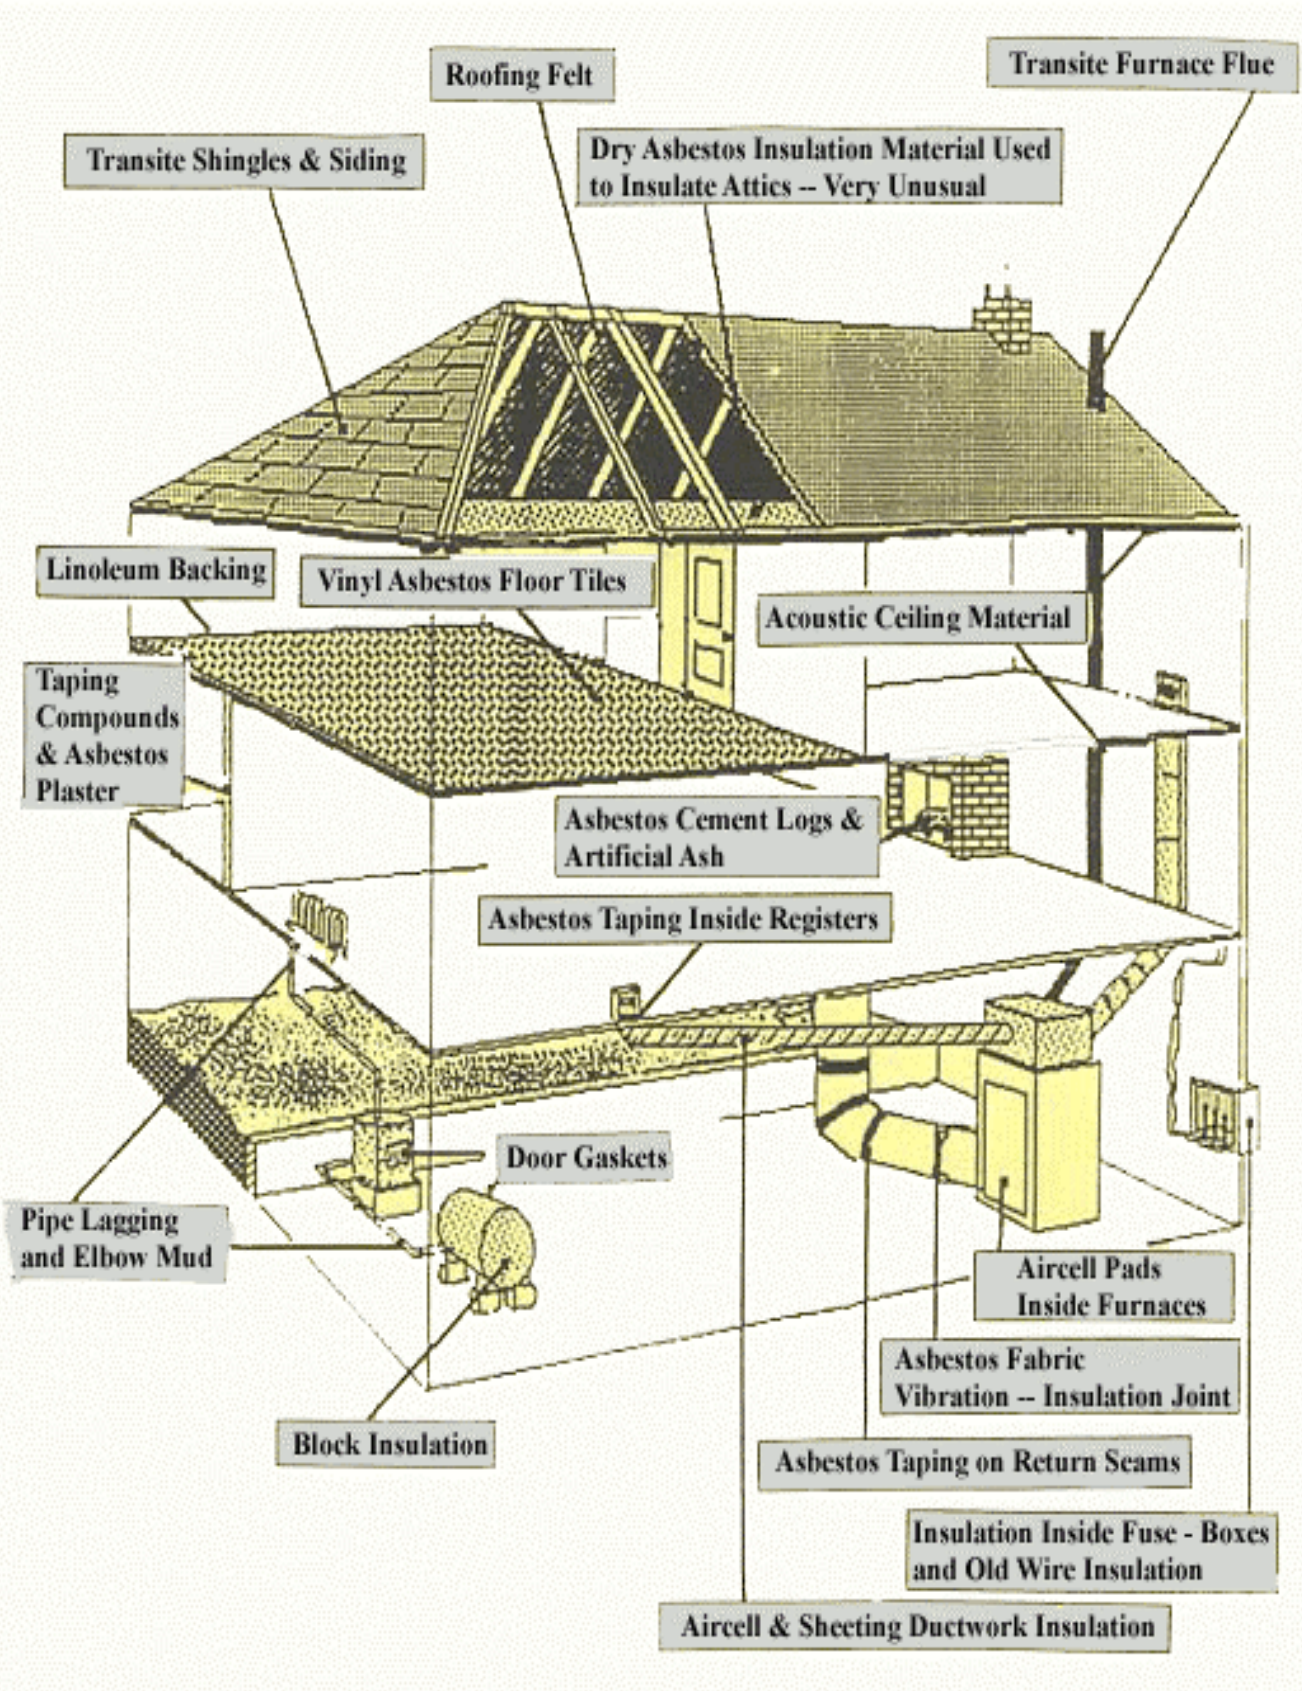 Roofing Felt
Transite Furnace Flue
Transite Shingles & Siding
Dry Asbestos Insulation Material Used
to Insulate Attics -- Very Unusual
Linoleum Backing
Vinyl Asbestos Floor Tiles
Acoustic Ceiling Material
Taping
Compounds
& Asbestos
Plaster
Asbestos Cement Logs &
Artificial Ash
Asbestos Taping Inside Registers
Door Gaskets
Pipe Lagging
and Elbow Mud
Aircell Pads
Inside Furnaces
Asbestos Fabric
Vibration -- Insulation Joint
Block Insulation
Asbestos Taping on Return Seams
Insulation Inside Fuse - Boxes
and Old Wire Insulation
Aircell & Sheeting Ductwork Insulation